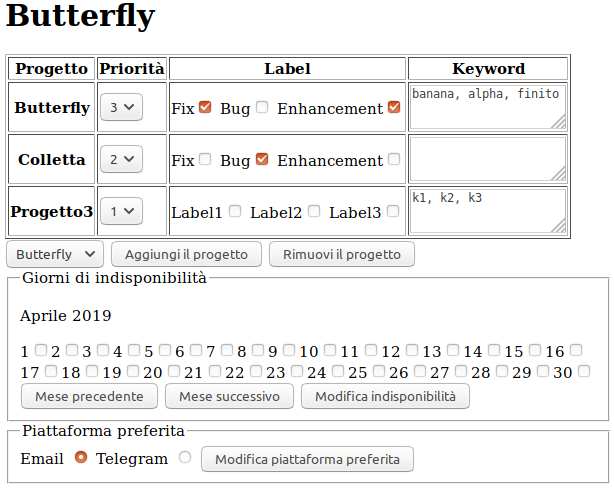 Butterfly
Progetto Priorità Label Keyword
Butterfly 3 Fix Bug Enhancement banana, alpha, finito
Colletta 2 Fix Bug Enhancement
Progetto3 1 Label1 Label2 Label3 k1, k2, k3
Butterfly Aggiungi il progetto Rimuovi il progetto
Giorni di indisponibilità
Aprile 2019
1 2 3 4 5 6 7 8 9 10 11 12 13 14 15 16
17 18 19 20 21 22 23 24 25 26 27 28 29 30
Mese precedente Mese successivo Modifica indisponibilità
Piattaforma preferita
Email Telegram Modifica piattaforma preferita